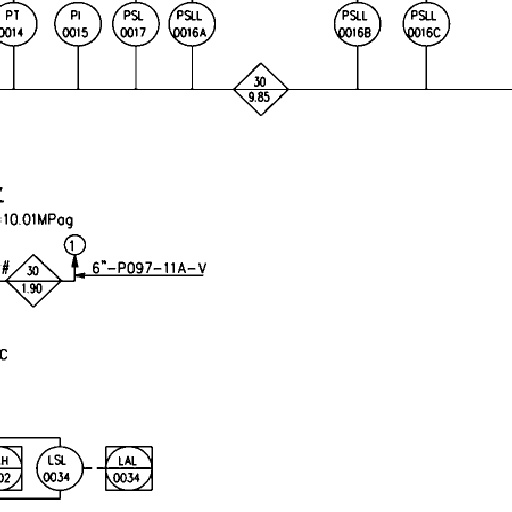 PT
0014
PI
0015
PSL
0017
PSLL
0016A
PSLL
0016B
PSLL
0016C
30
9.85
=10.01MPag
1
#
30
1.90
6"-P097-11A-V
C
LSL
0034
LAL
0034